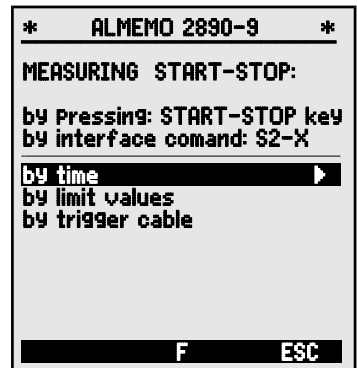 * ALMEMO 2890-9 *
MEASURING START-STOP:
by pressing: START-STOP key
by interface comand: S2-X
by time
by limit values
by trigger cable
F ESC